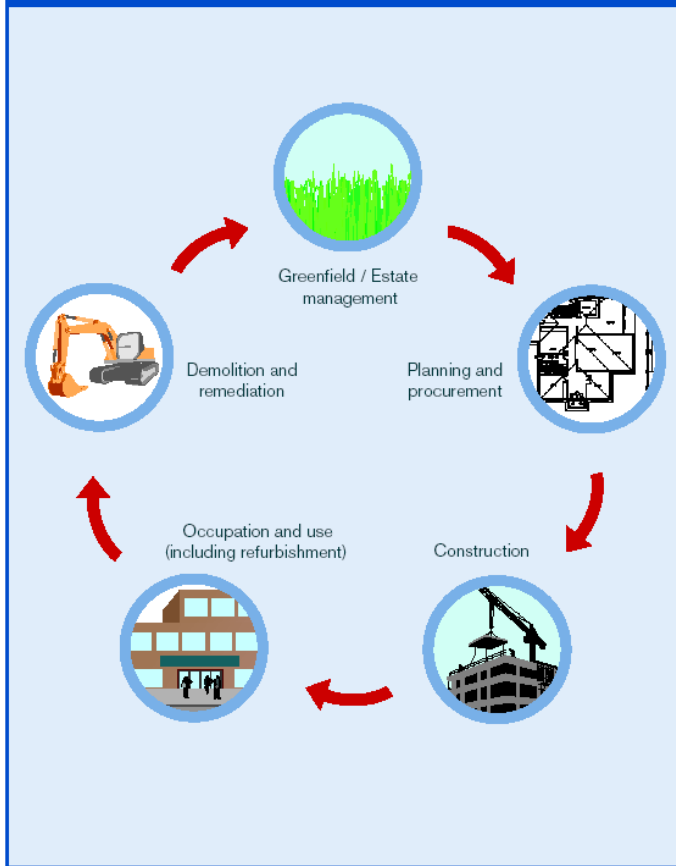 Greenfield / Estate
management
Demolition and
remediation
Planning and
procurement
Occupation and use
(including refurbishment)
Construction